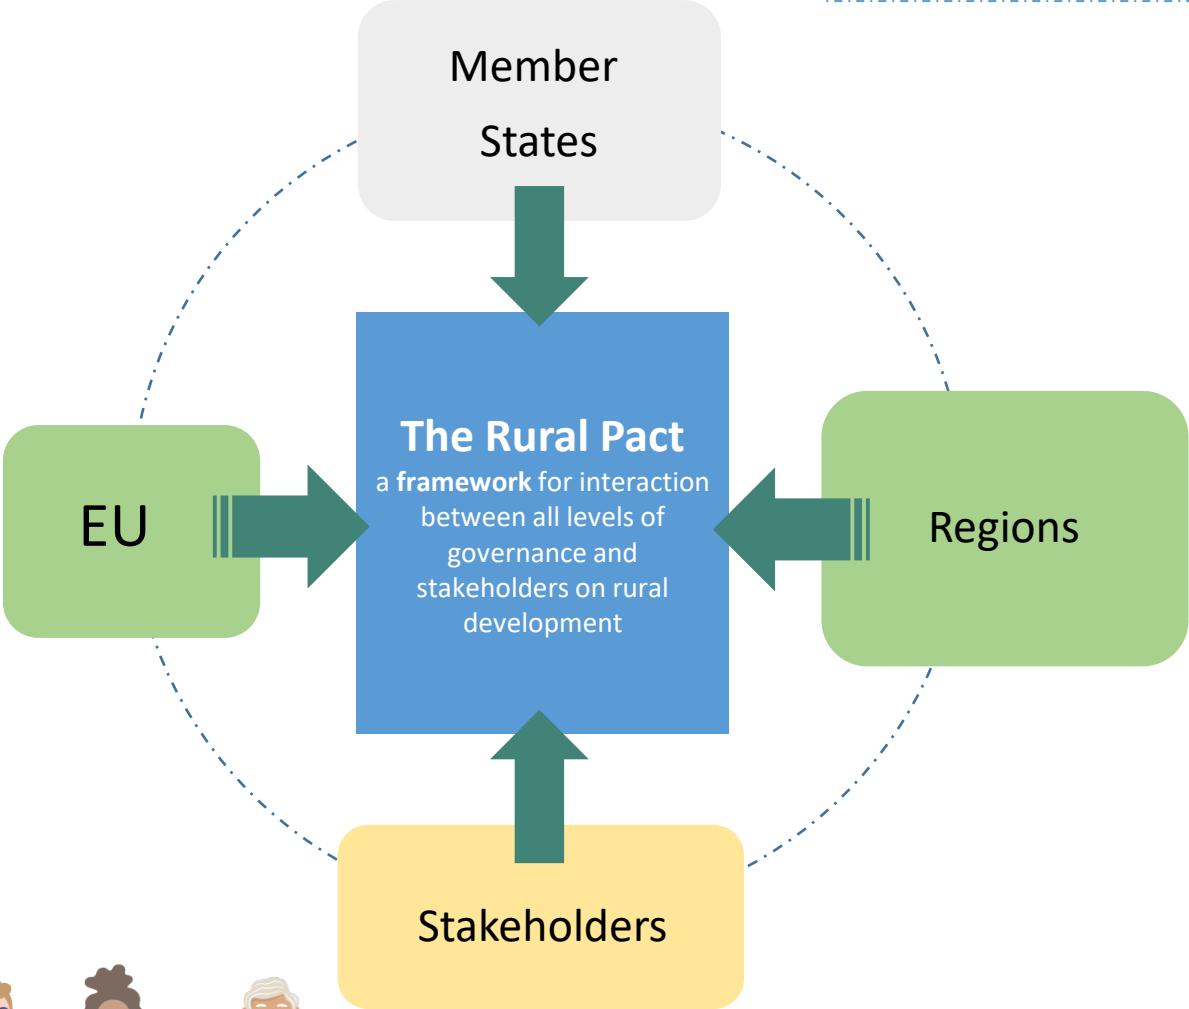 Member
States
The Rural Pact
a framework for interaction
between all levels of
governance and
stakeholders on rural
development
EU
Regions
Stakeholders